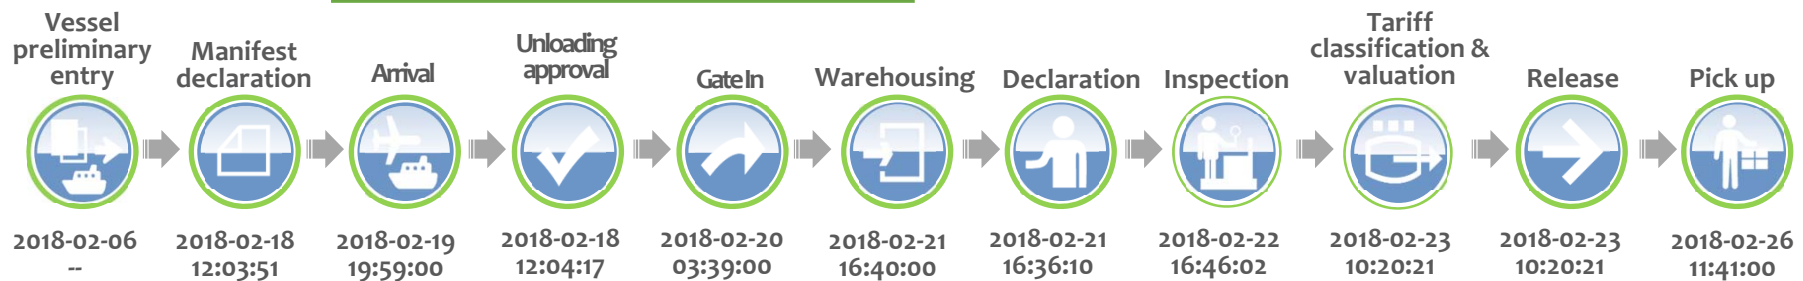 Vessel
preliminary
entry
2018-02-06
--
Manifest
declaration
2018-02-18
12:03:51
Arrival
2018-02-19
19:59:00
Unloading
approval
2018-02-18
12:04:17
Gate In
2018-02-20
03:39:00
Warehousing
2018-02-21
16:40:00
Declaration
2018-02-21
16:36:10
Inspection
2018-02-22
16:46:02
Tariff
classification &
valuation
2018-02-23
10:20:21
Release
2018-02-23
10:20:21
Pick up
2018-02-26
11:41:00